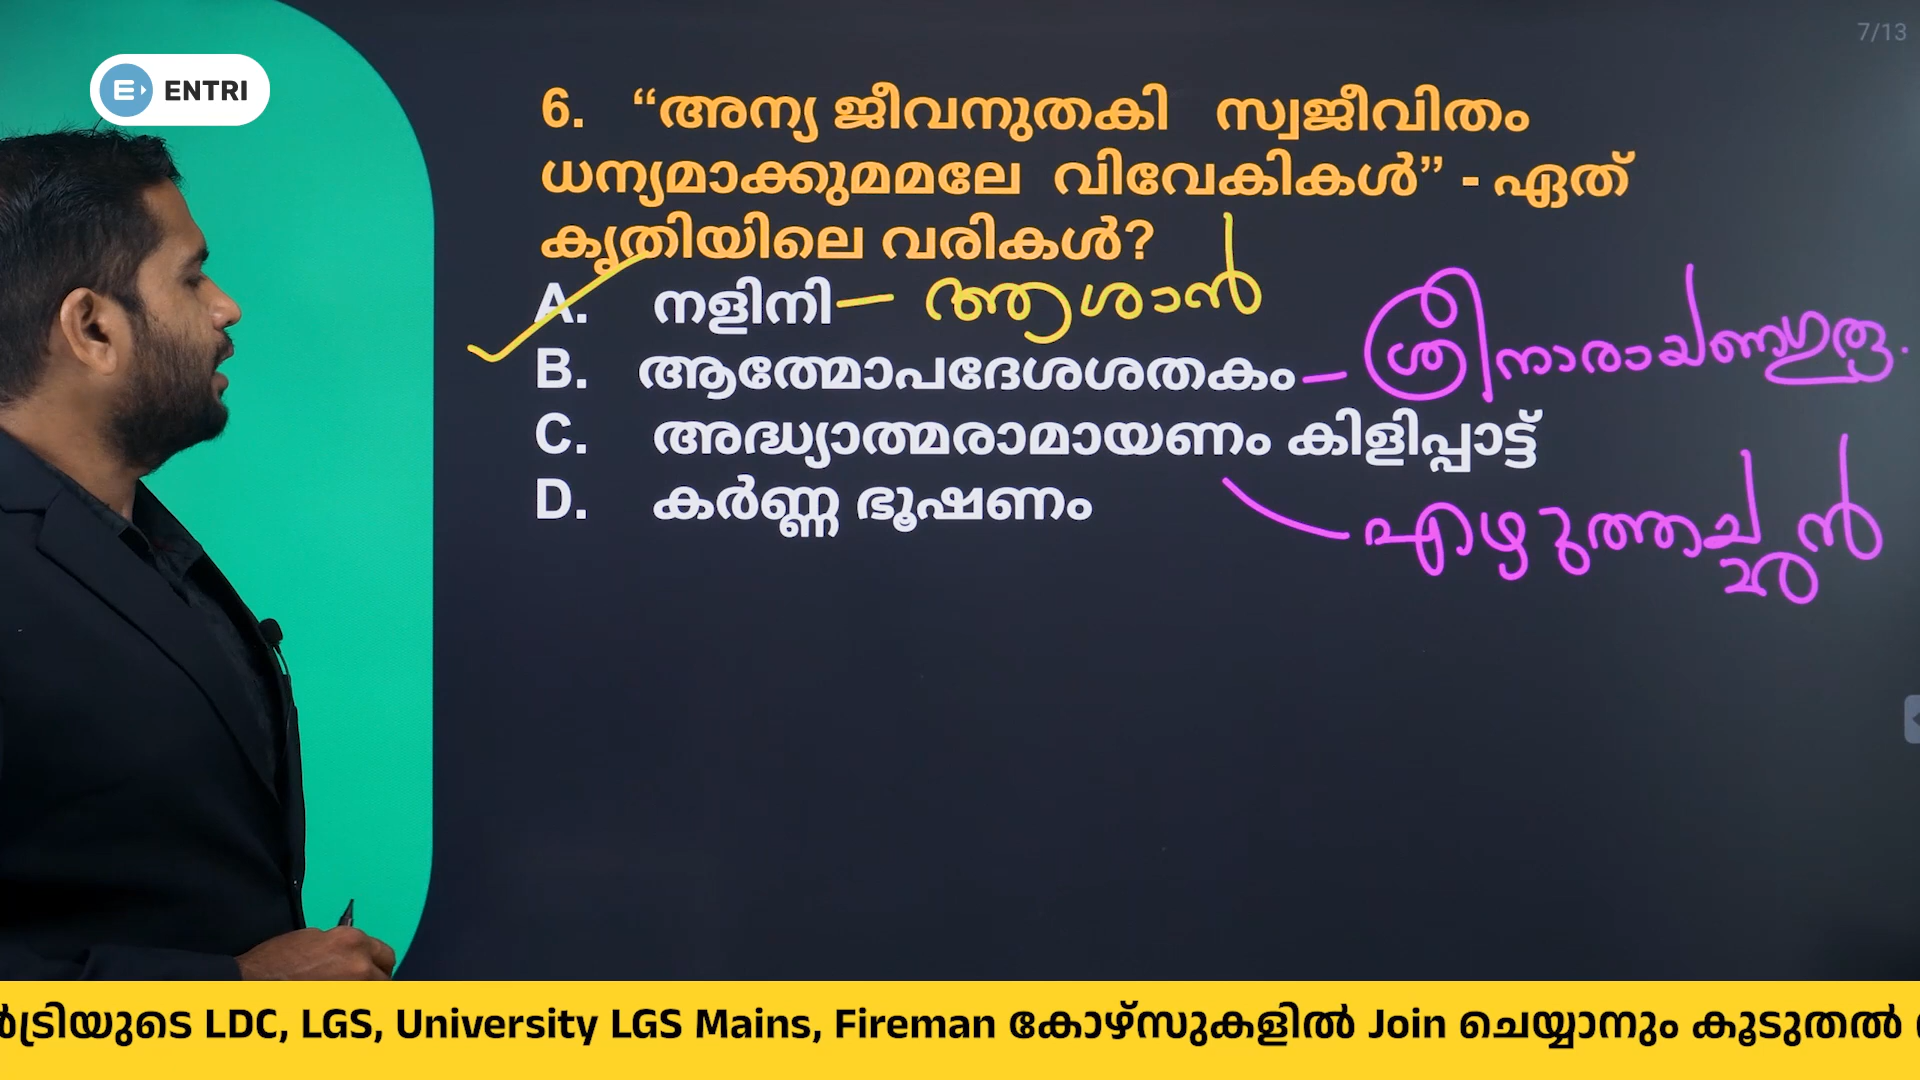 7/13
ENTRI
6. “അന്യ ജീവനുതകി സ്വജീവിതം
ധന്യമാക്കുമമലേ വിവേകികൾ” - ഏത്
കൃതിയിലെ വരികൾ?
A. നളിനി — ആശാൻ
B. ആത്മോപദേശശതകം — ശ്രീനാരായണഗുരു.
C. അദ്ധ്യാത്മരാമായണം കിളിപ്പാട്ട്
D. കർണ്ണ ഭൂഷണം
എഴുത്തച്ഛൻ
ൻട്രിയുടെ LDC, LGS, University LGS Mains, Fireman കോഴ്സുകളിൽ Join ചെയ്യാനും കൂടുതൽ